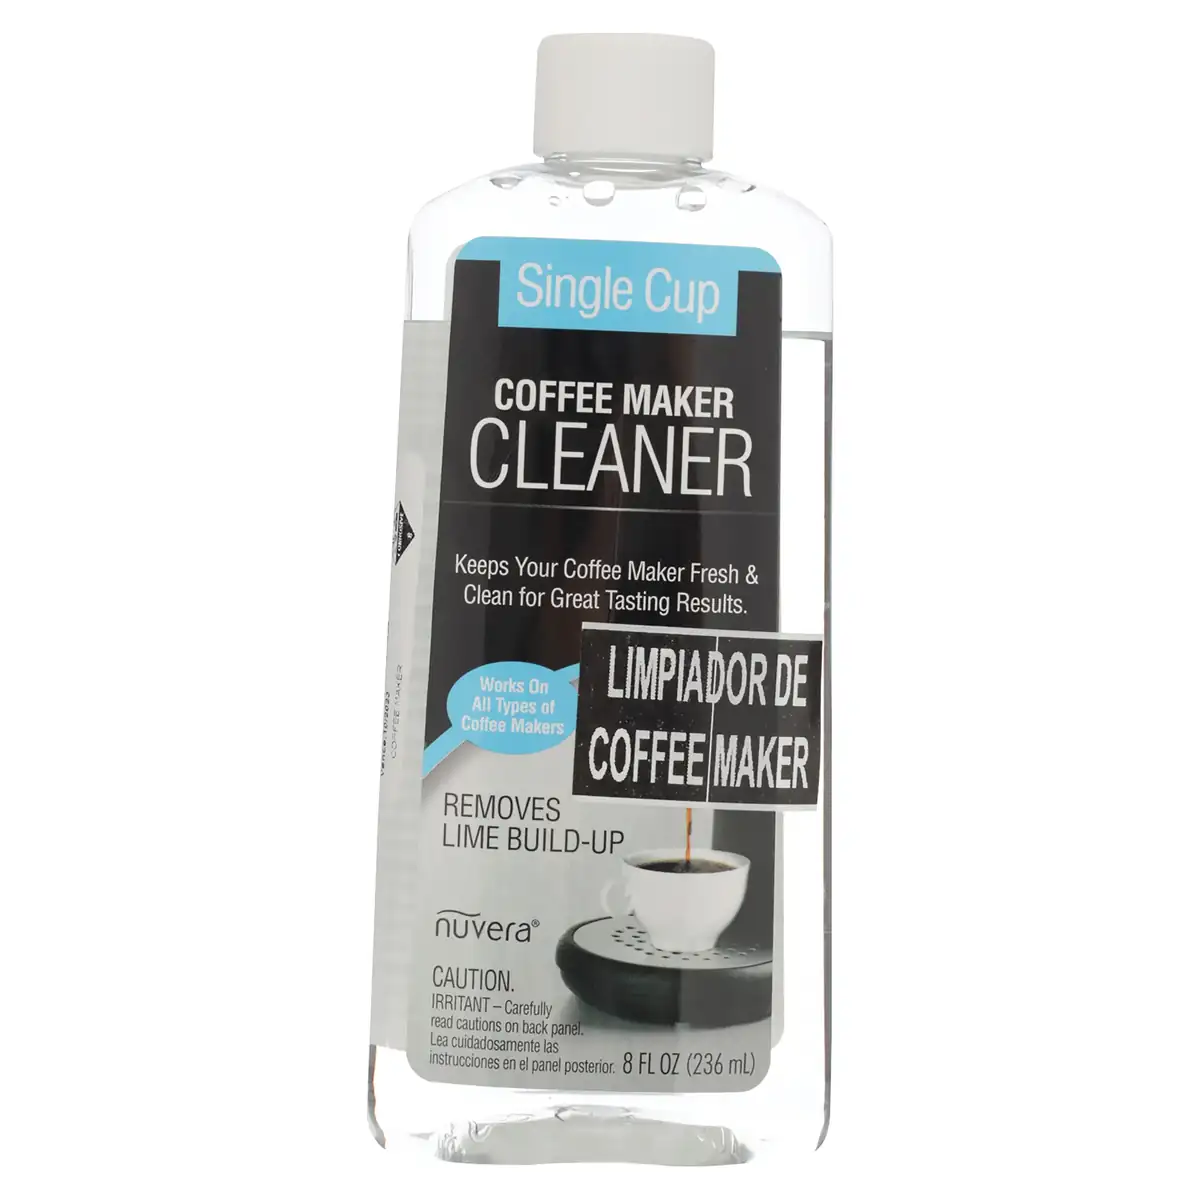 Single Cup
COFFEE MAKER
CLEANER
Keeps Your Coffee Maker Fresh &
Clean for Great Tasting Results.
LIMPIADOR DE
COFFEE MAKER
Works On
All Types of
Coffee Makers
REMOVES
LIME BUILD-UP
nuvera®
CAUTION.
IRRITANT – Carefully
read cautions on back panel.
Lea cuidadosamente las
instrucciones en el panel posterior.
8 FL OZ (236 mL)
COFFEE MAKER